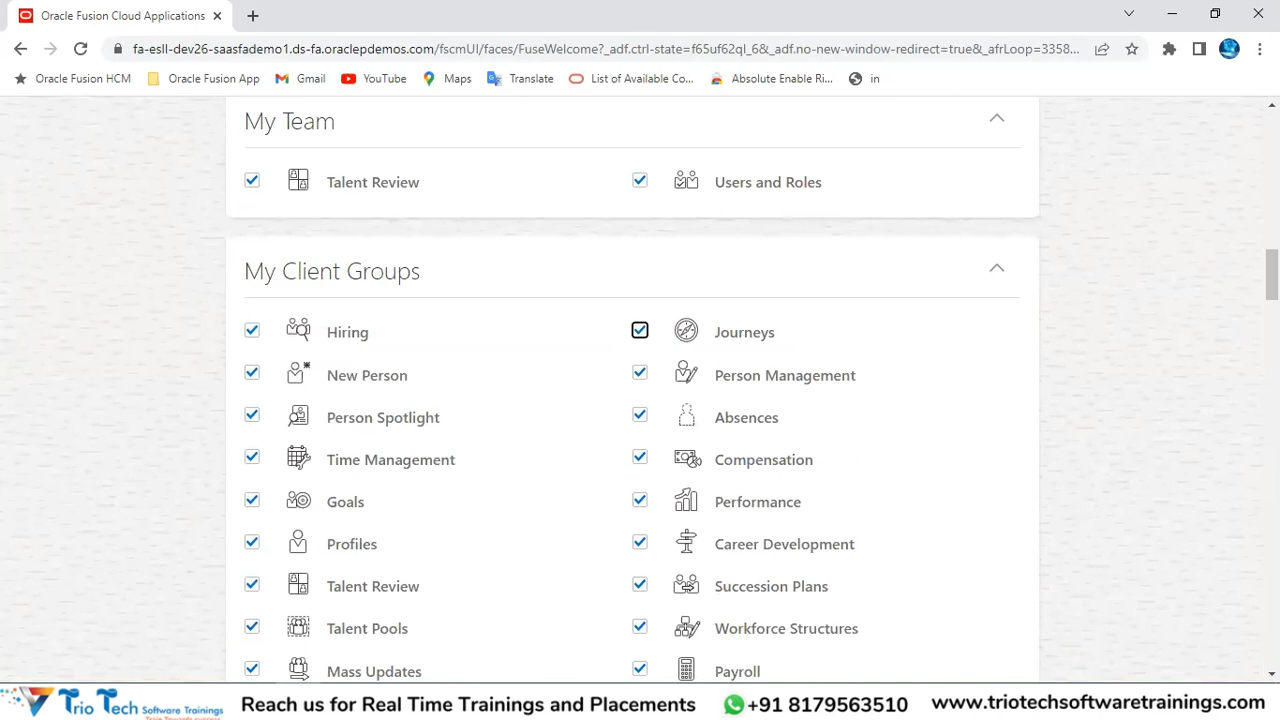 Oracle Fusion Cloud Applications
fa-esll-dev26-saasfademo1.ds-fa.oraclepdemos.com/fscmUI/faces/FuseWelcome?_adf.ctrl-state=f65uf62ql_6&_adf.no-new-window-redirect=true&_afrLoop=3358...
Oracle Fusion HCM Oracle Fusion App Gmail YouTube Maps Translate List of Available Co... Absolute Enable Ri... in
My Team
Talent Review Users and Roles
My Client Groups
Hiring Journeys
New Person Person Management
Person Spotlight Absences
Time Management Compensation
Goals Performance
Profiles Career Development
Talent Review Succession Plans
Talent Pools Workforce Structures
Mass Updates Payroll
Trio Tech Software Trainings Reach us for Real Time Trainings and Placements +91 8179563510 www.triotechsoftwaretrainings.com